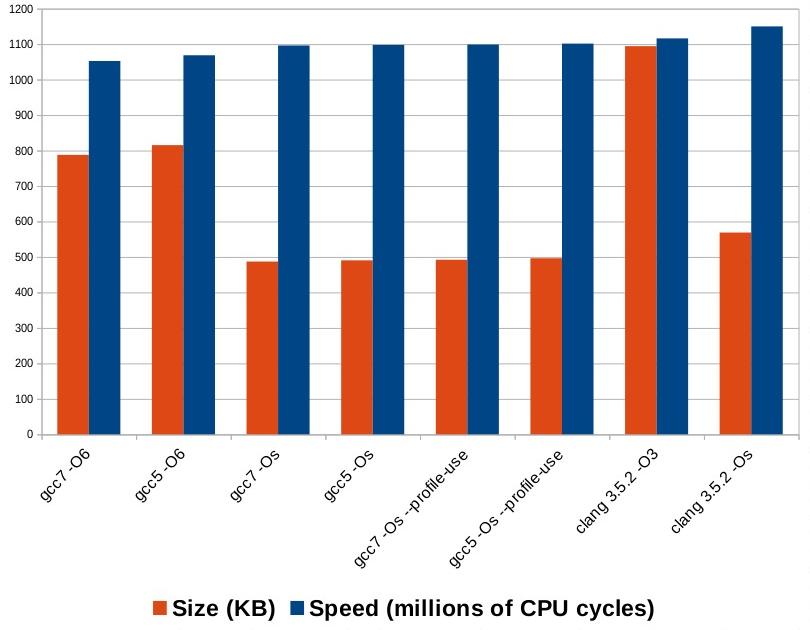 1200
1100
1000
900
800
700
600
500
400
300
200
100
0
gcc7 -O6
gcc5 -O6
gcc7 -Os
gcc5 -Os
gcc7 -Os --profile-use
gcc5 -Os --profile-use
clang 3.5.2 -O3
clang 3.5.2 -Os
Size (KB) Speed (millions of CPU cycles)